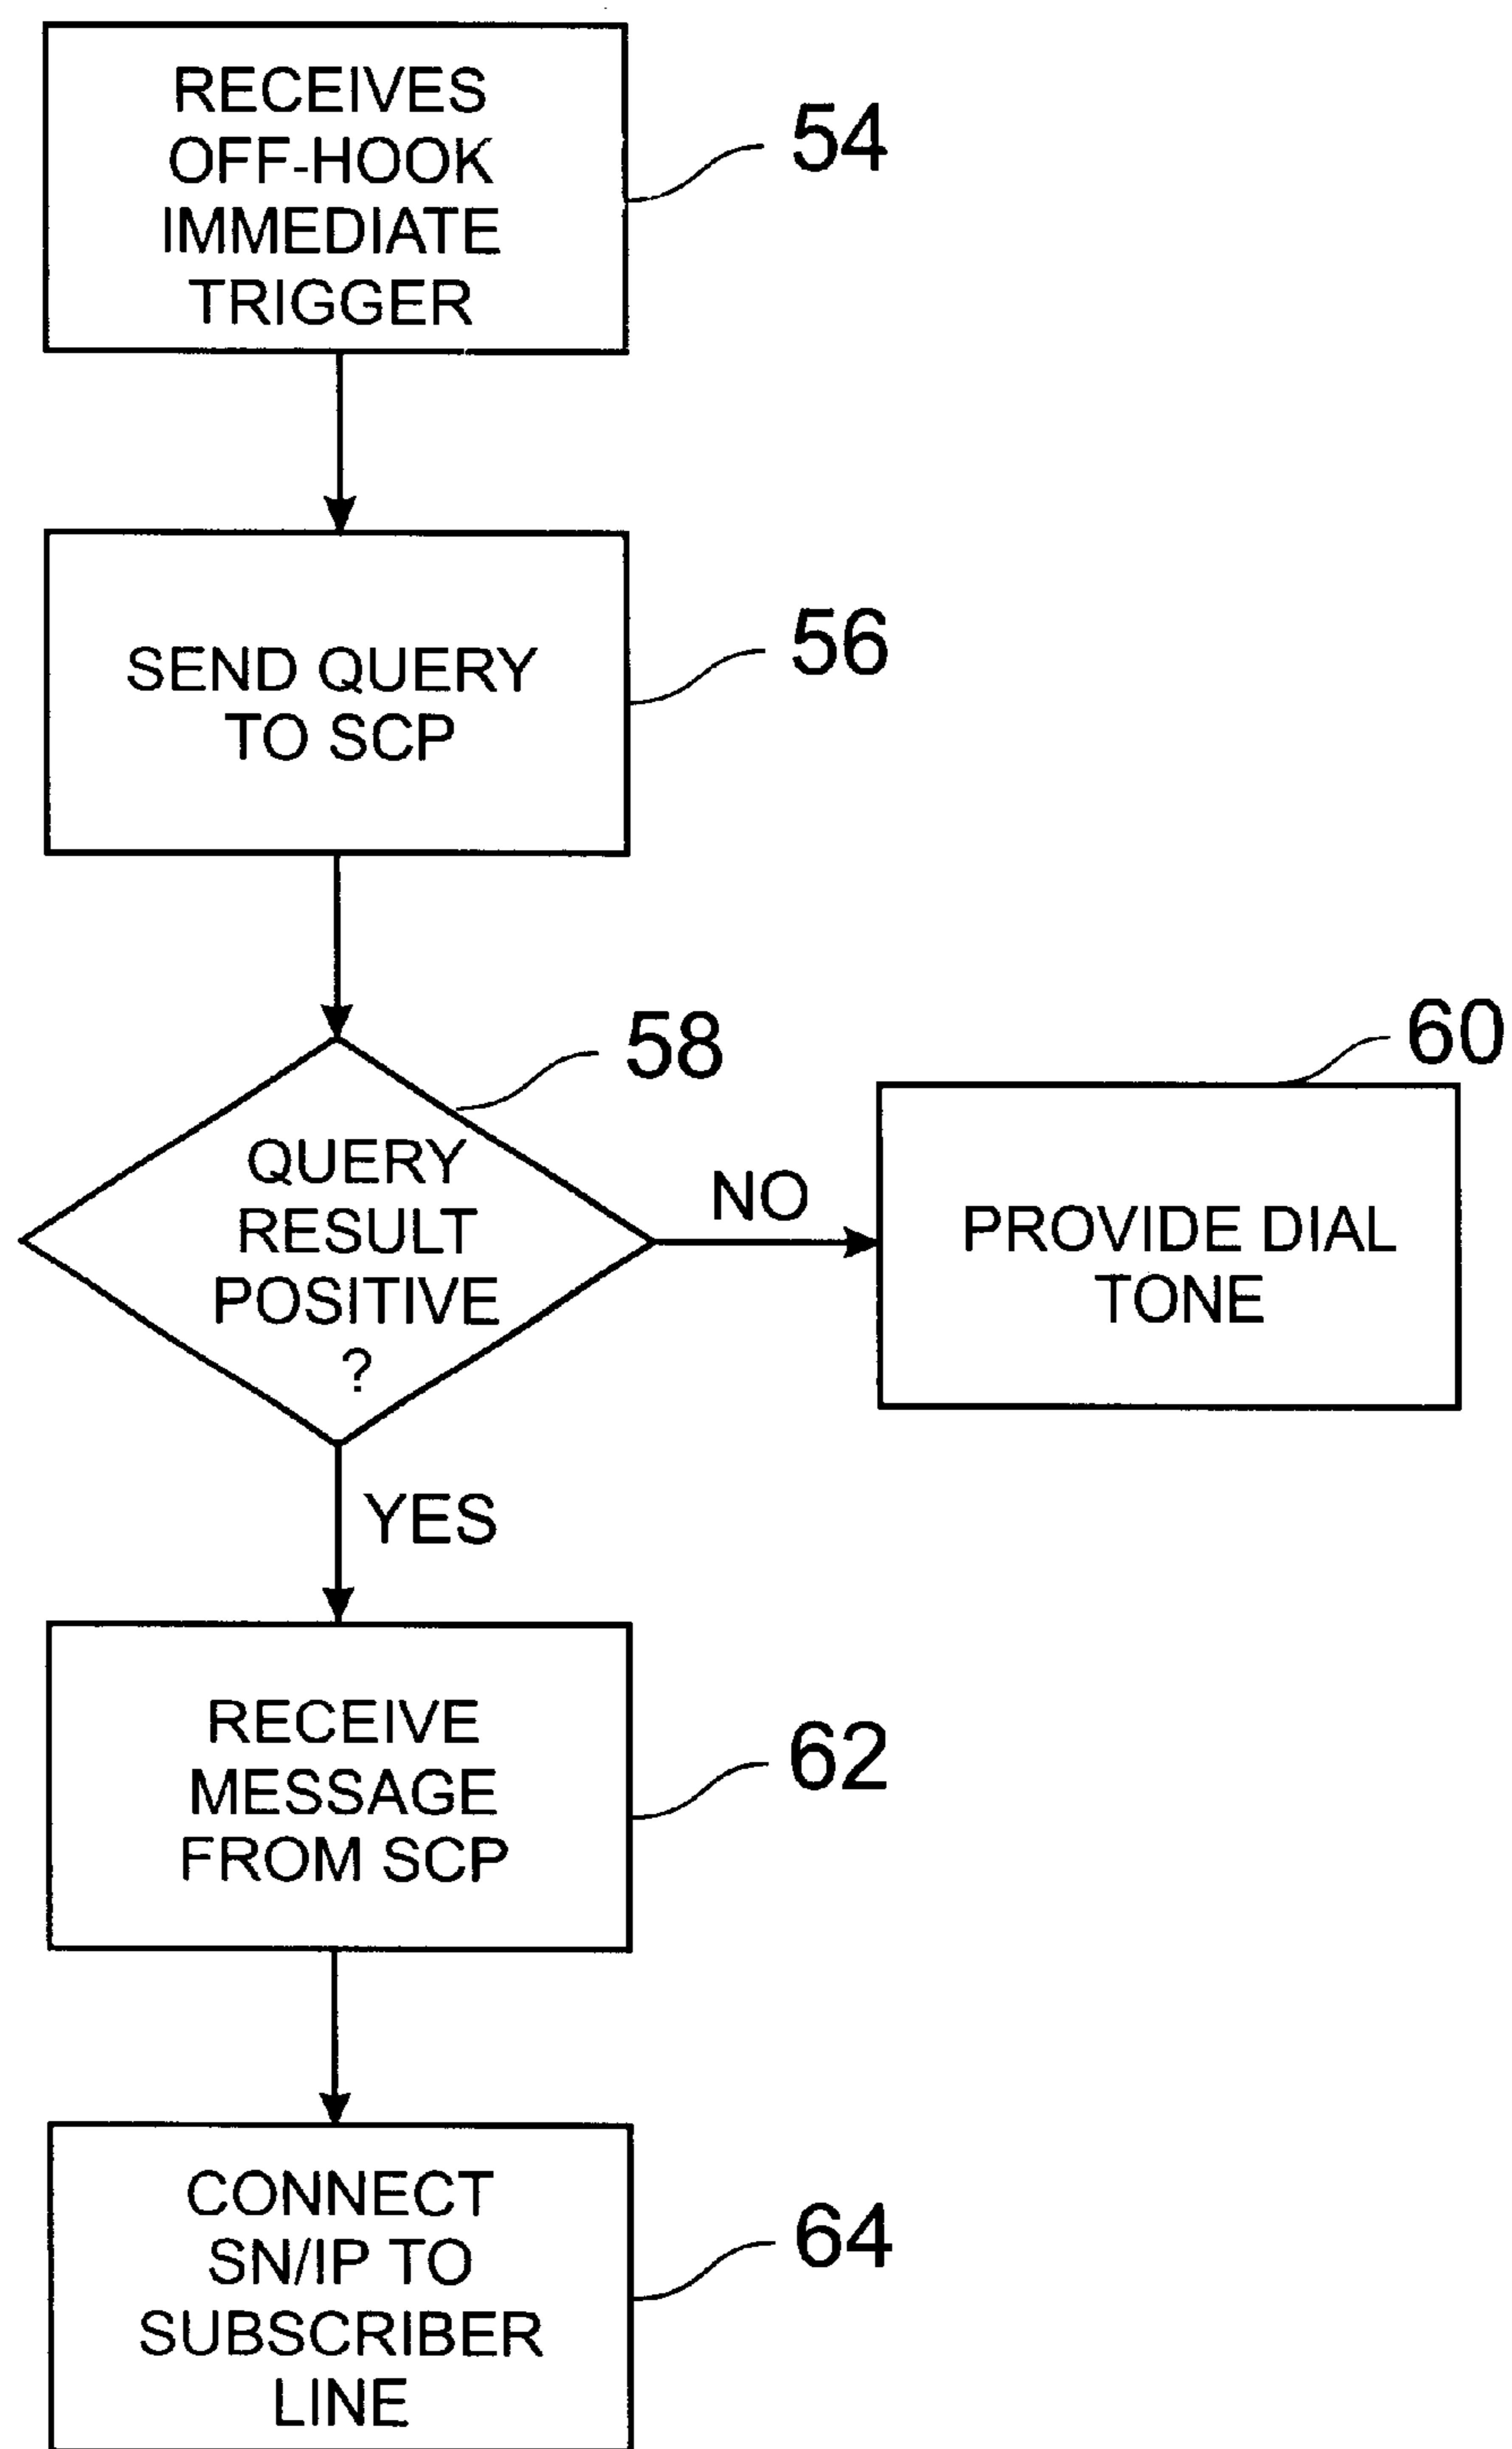 RECEIVES
OFF-HOOK
IMMEDIATE
TRIGGER
54
SEND QUERY
TO SCP
56
58
QUERY
RESULT
POSITIVE
?
NO
60
PROVIDE DIAL
TONE
YES
RECEIVE
MESSAGE
FROM SCP
62
CONNECT
SN/IP TO
SUBSCRIBER
LINE
64